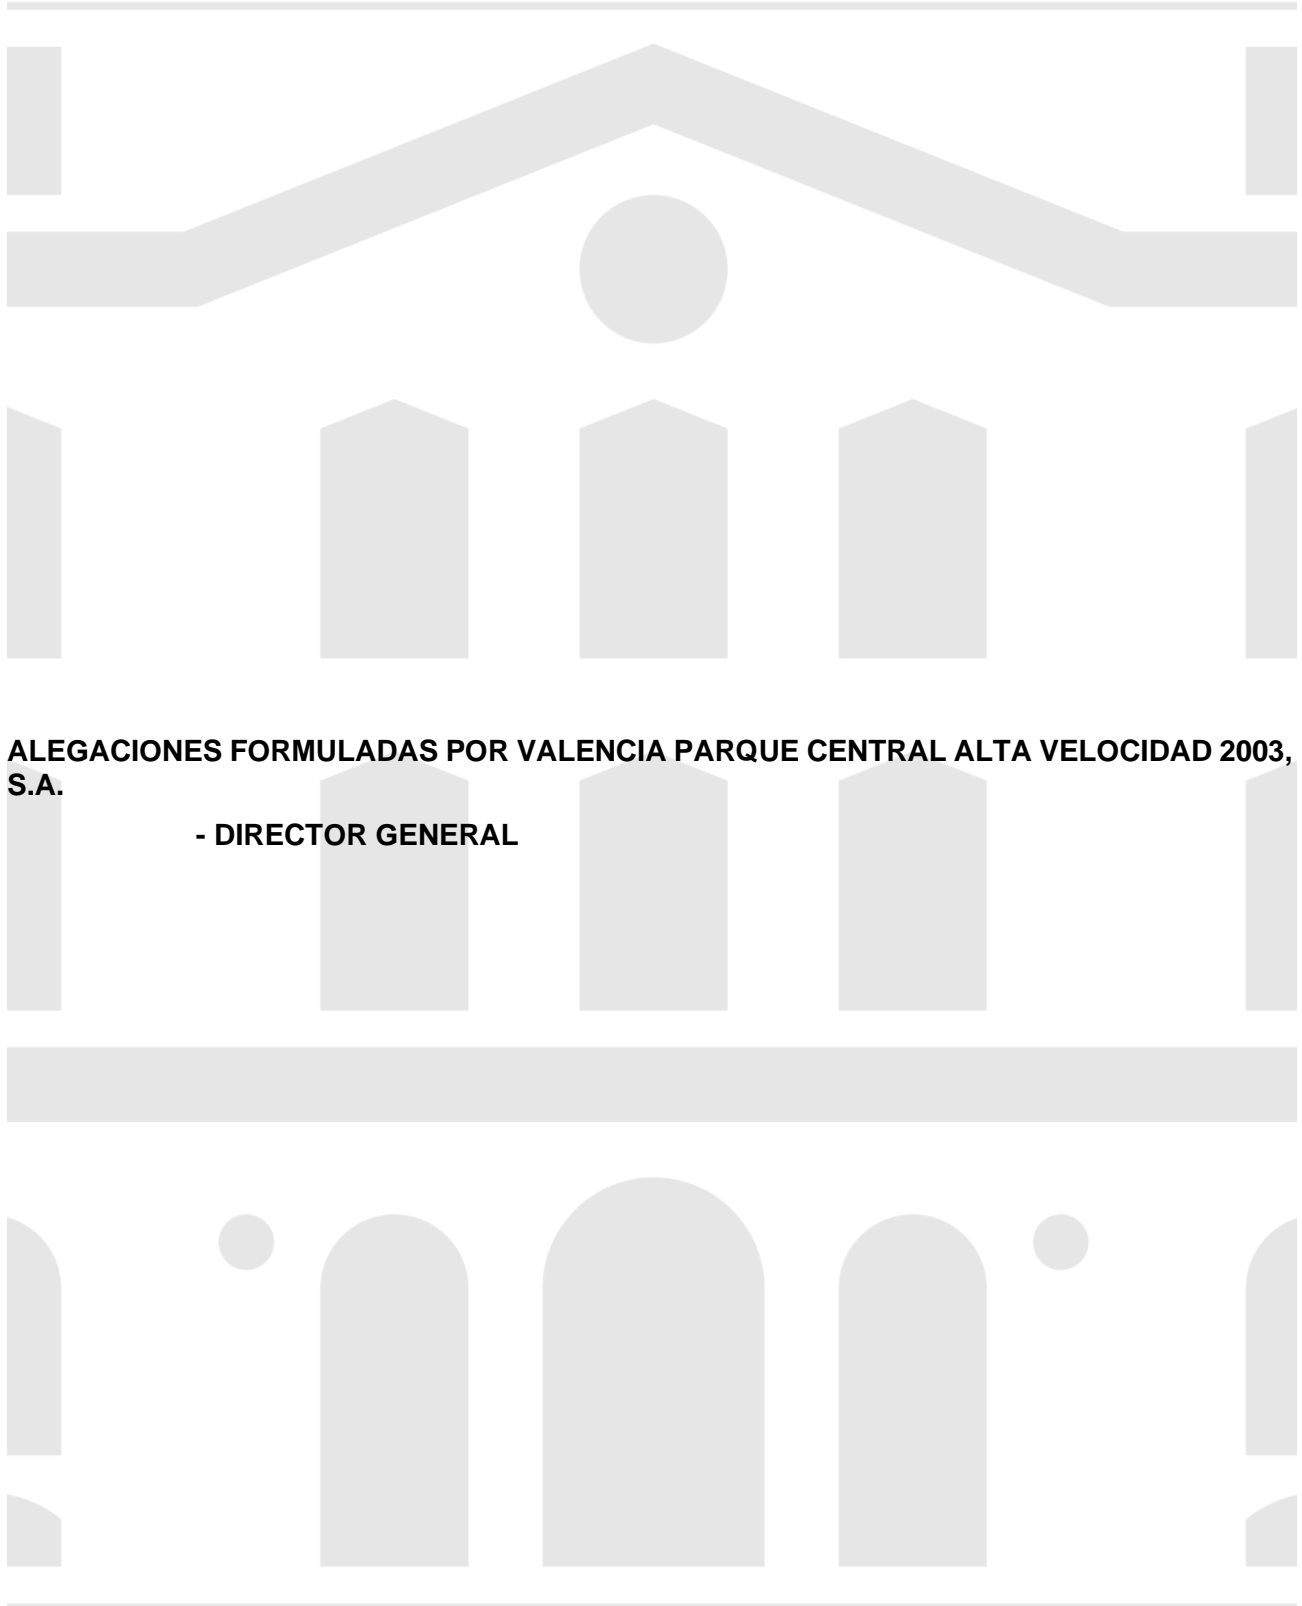 ALEGACIONES FORMULADAS POR VALENCIA PARQUE CENTRAL ALTA VELOCIDAD 2003,
S.A.
- DIRECTOR GENERAL